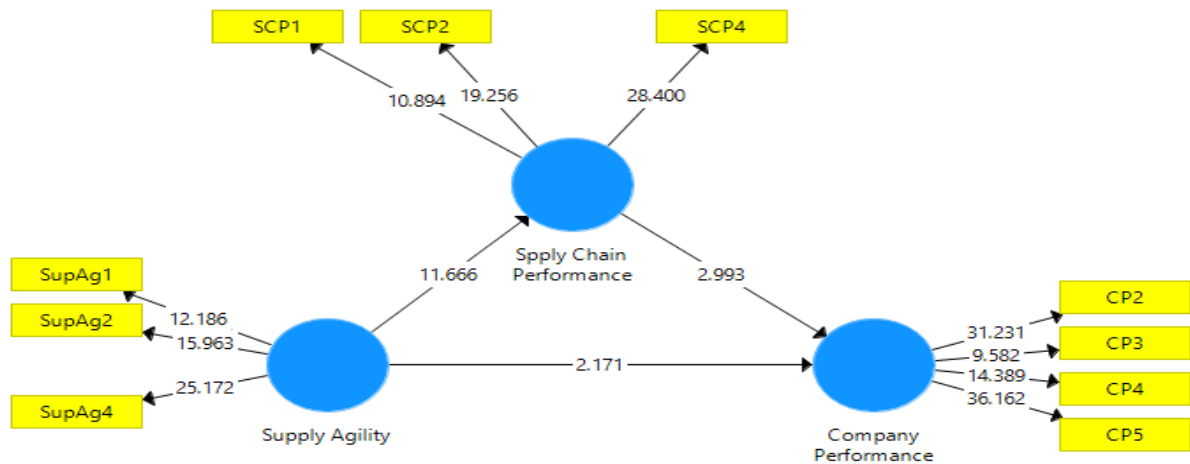 SCP1
SCP2
SCP4
10.894
19.256
28.400
Spply Chain
Performance
SupAg1
SupAg2
SupAg4
12.186
15.963
25.172
11.666
2.993
2.171
Supply Agility
Company
Performance
31.231
9.582
14.389
36.162
CP2
CP3
CP4
CP5